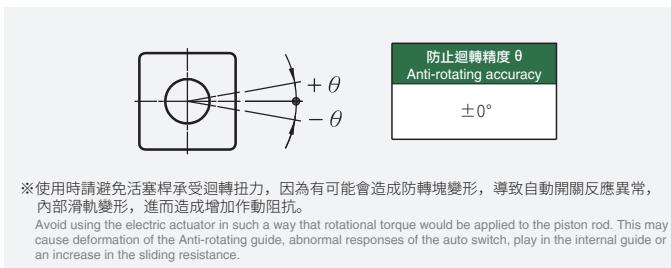 +θ
−θ
防止迴轉精度 θ
Anti-rotating accuracy
±0°
※使用時請避免活塞桿承受迴轉扭力，因為有可能會造成防轉塊變形，導致自動開關反應異常，
內部滑軌變形，進而造成增加作動阻抗。
Avoid using the electric actuator in such a way that rotational torque would be applied to the piston rod. This may
cause deformation of the Anti-rotating guide, abnormal responses of the auto switch, play in the internal guide or
an increase in the sliding resistance.